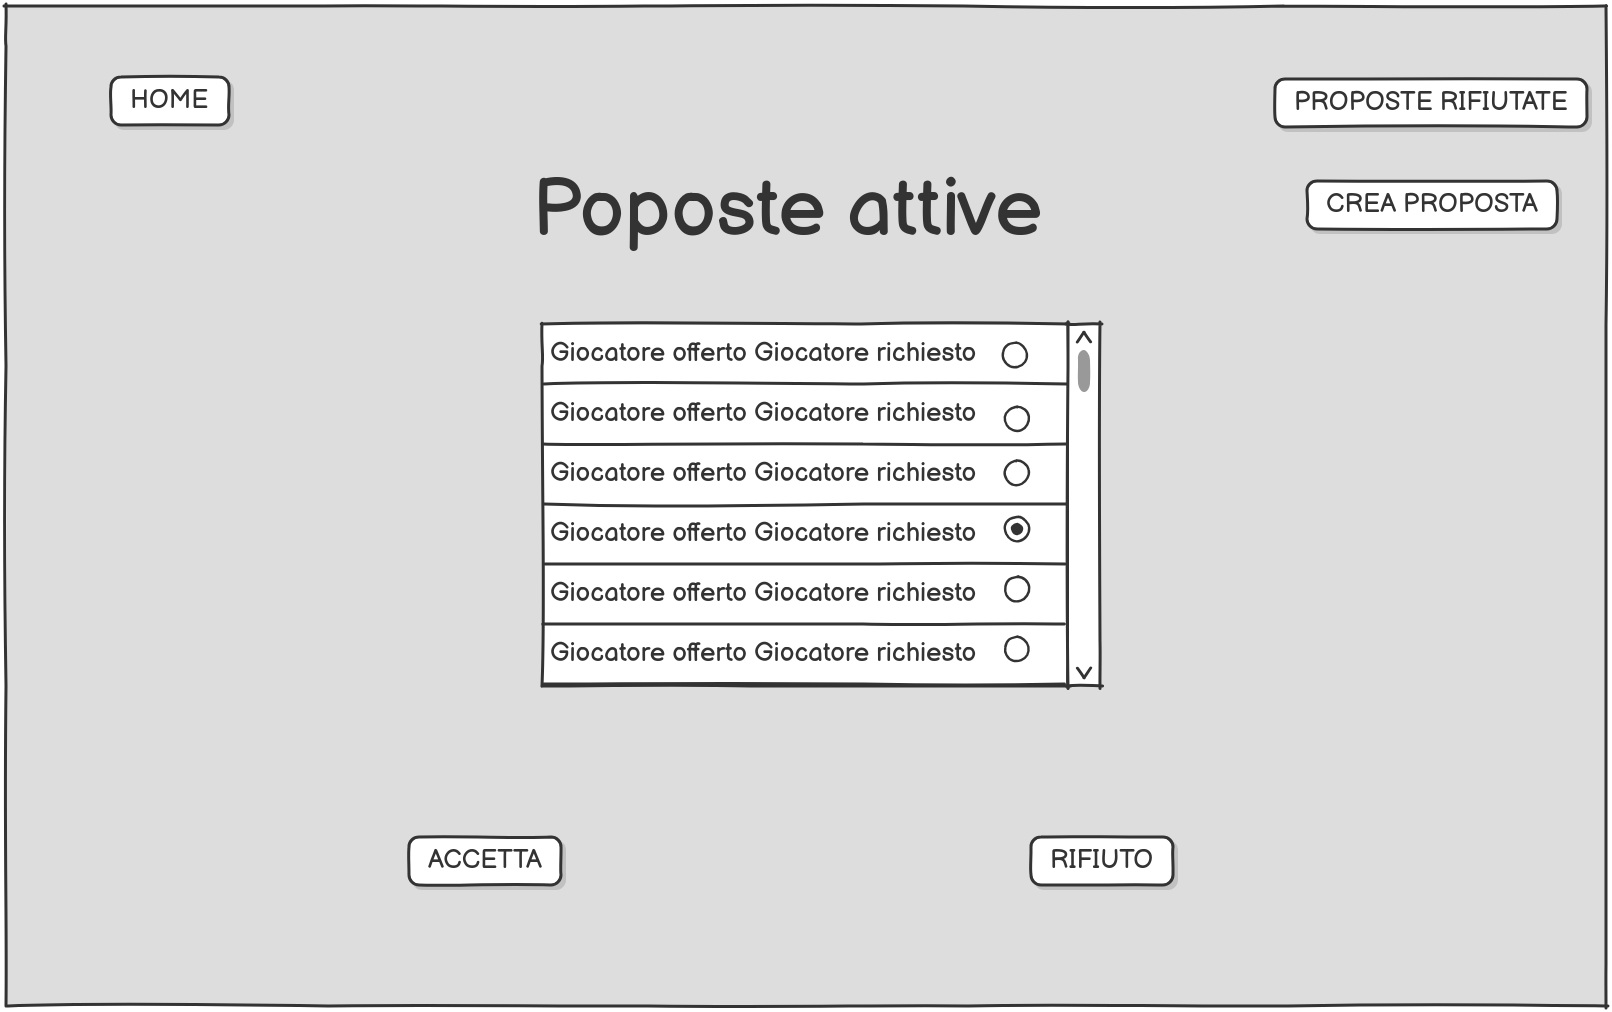 HOME
PROPOSTE RIFIUTATE
Poposte attive
CREA PROPOSTA
Giocatore offerto Giocatore richiesto
Giocatore offerto Giocatore richiesto
Giocatore offerto Giocatore richiesto
Giocatore offerto Giocatore richiesto
Giocatore offerto Giocatore richiesto
Giocatore offerto Giocatore richiesto
ACCETTA
RIFIUTO